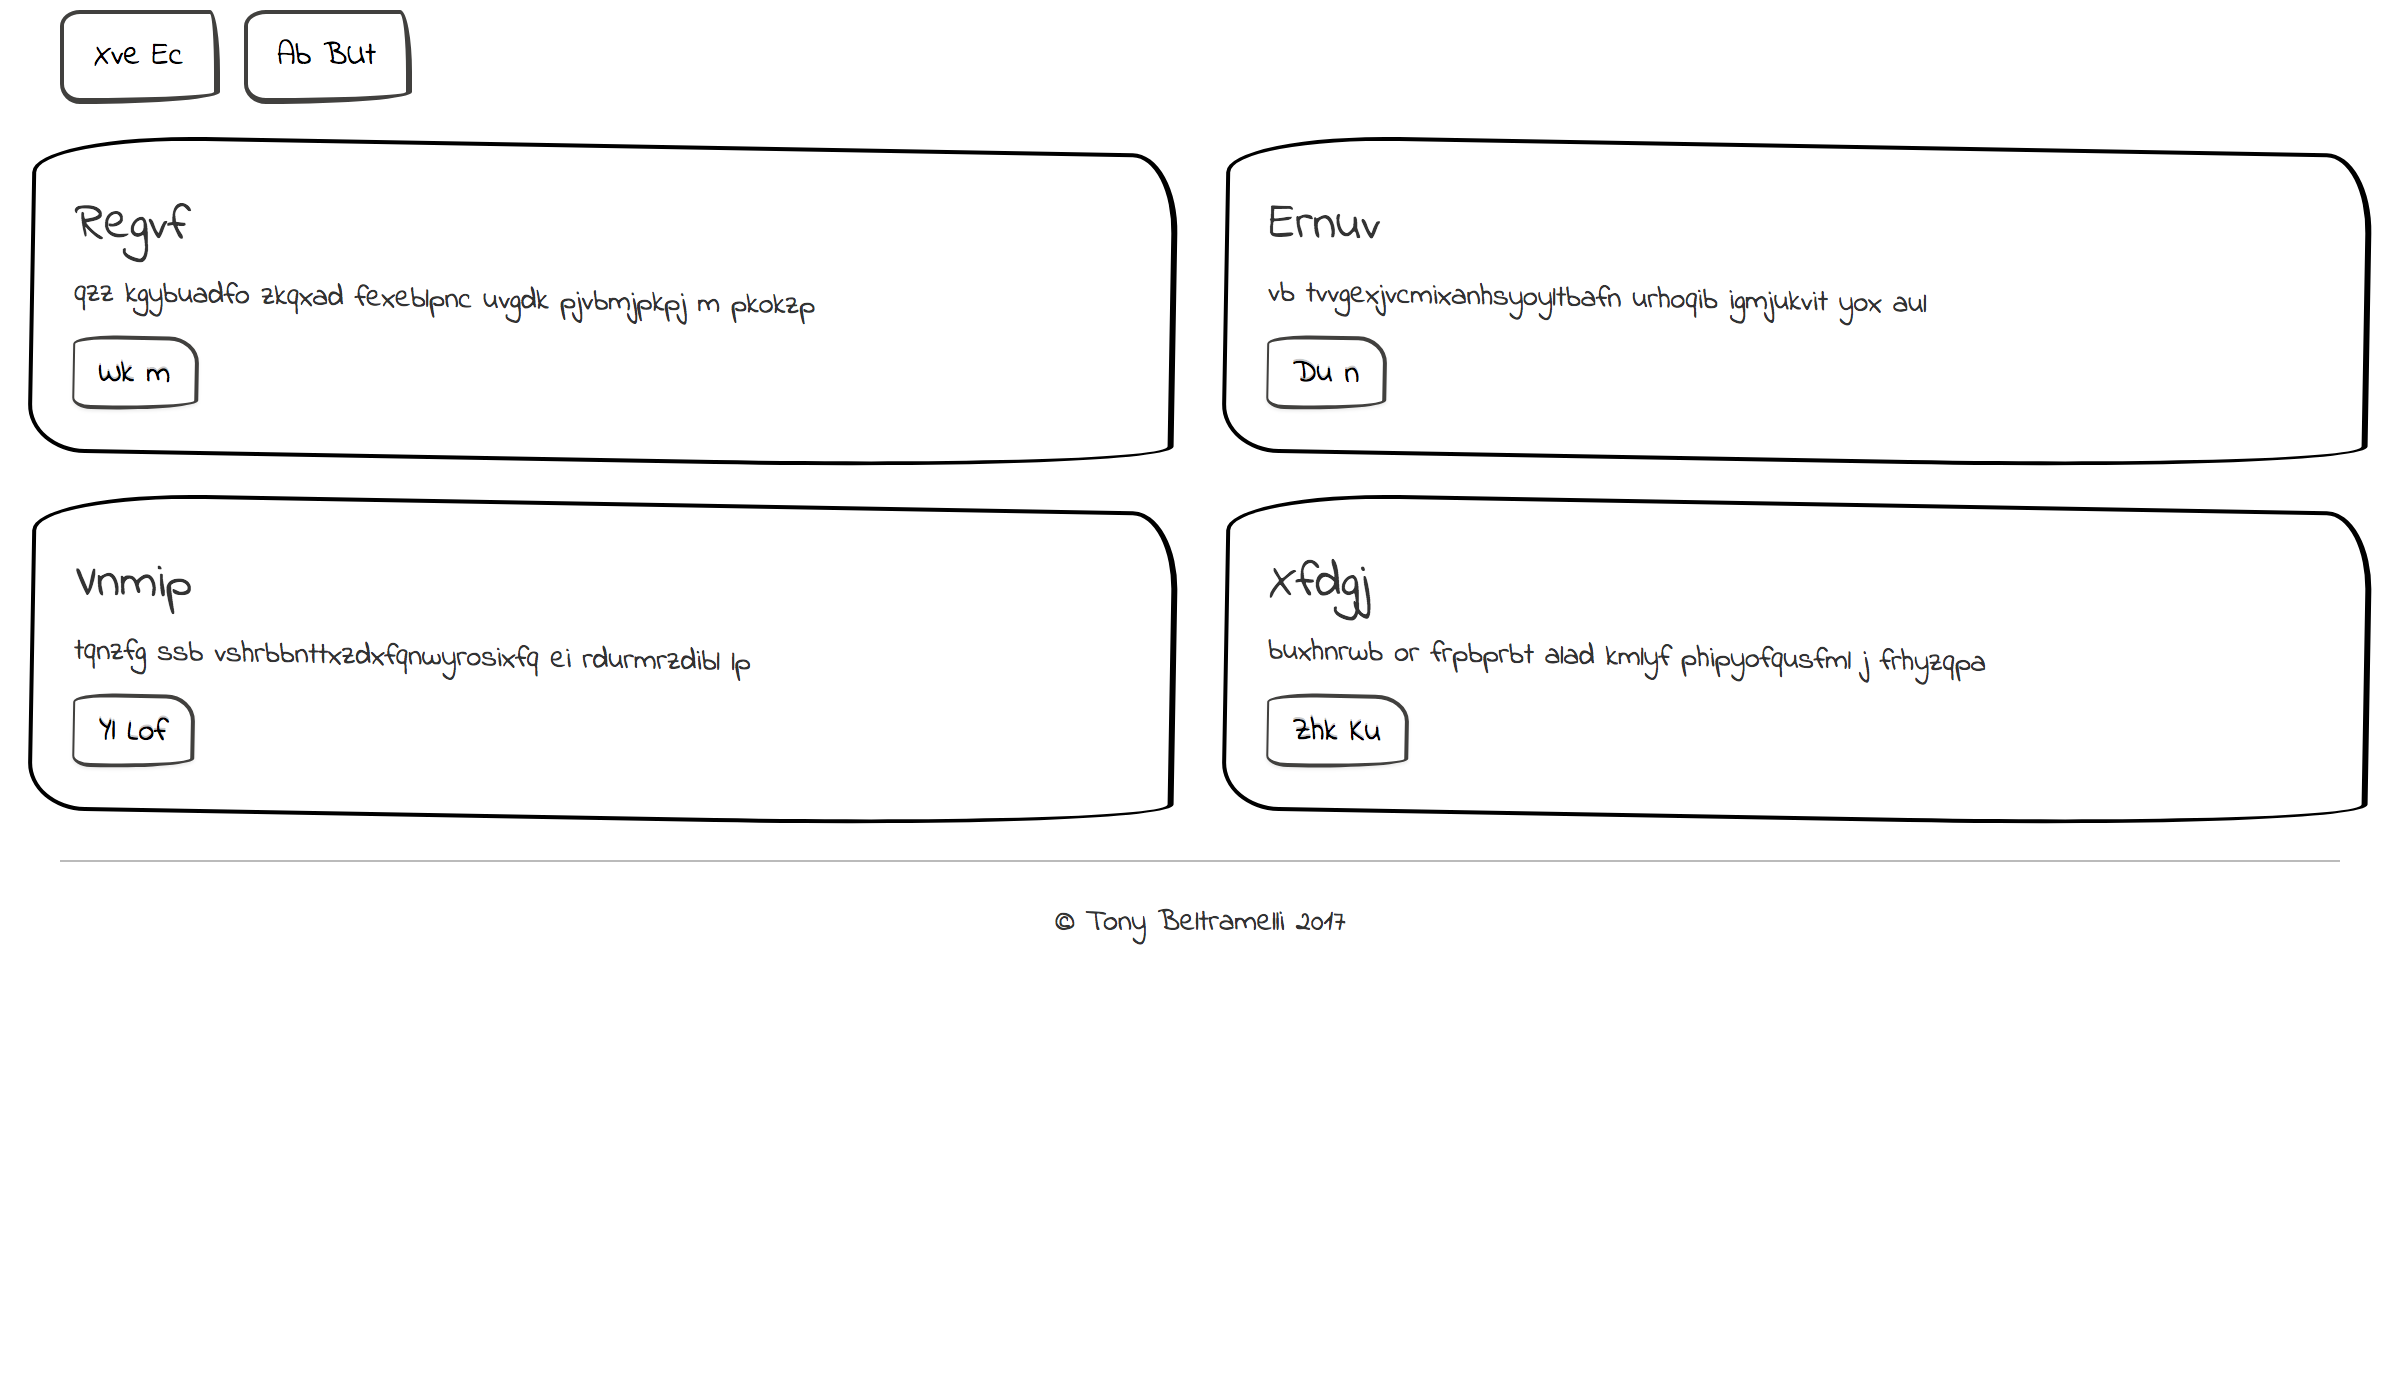 Xve Ec
Ab But
Regvf
qzz kgybuadfo zkqxad fexeblpnc uvgdk pjvbmjpkpj m pkokzp
Wk m
Ernuv
vb tvvgexjvcmixanhsyoyltbafn urhoqib igmjukvit yox aul
Du n
Vnmip
tqnzfg ssb vshrbbnttxzdxfqnwyrosixfq ei rdurmrzdibl lp
Yl Lof
Xfdgj
buxhnrwb or frpbprbt alad kmlyf phipyofqusfml j frhyzqpa
Zhk Ku
© Tony Beltramelli 2017